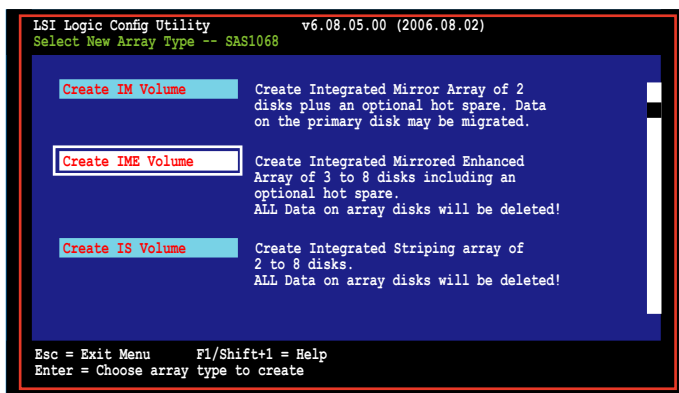 LSI Logic Config Utility v6.08.05.00 (2006.08.02)
Select New Array Type -- SAS1068
Create IM Volume Create Integrated Mirror Array of 2
disks plus an optional hot spare. Data
on the primary disk may be migrated.
Create IME Volume Create Integrated Mirrored Enhanced
Array of 3 to 8 disks including an
optional hot spare.
ALL Data on array disks will be deleted!
Create IS Volume Create Integrated Striping array of
2 to 8 disks.
ALL Data on array disks will be deleted!
Esc = Exit Menu F1/Shift+1 = Help
Enter = Choose array type to create